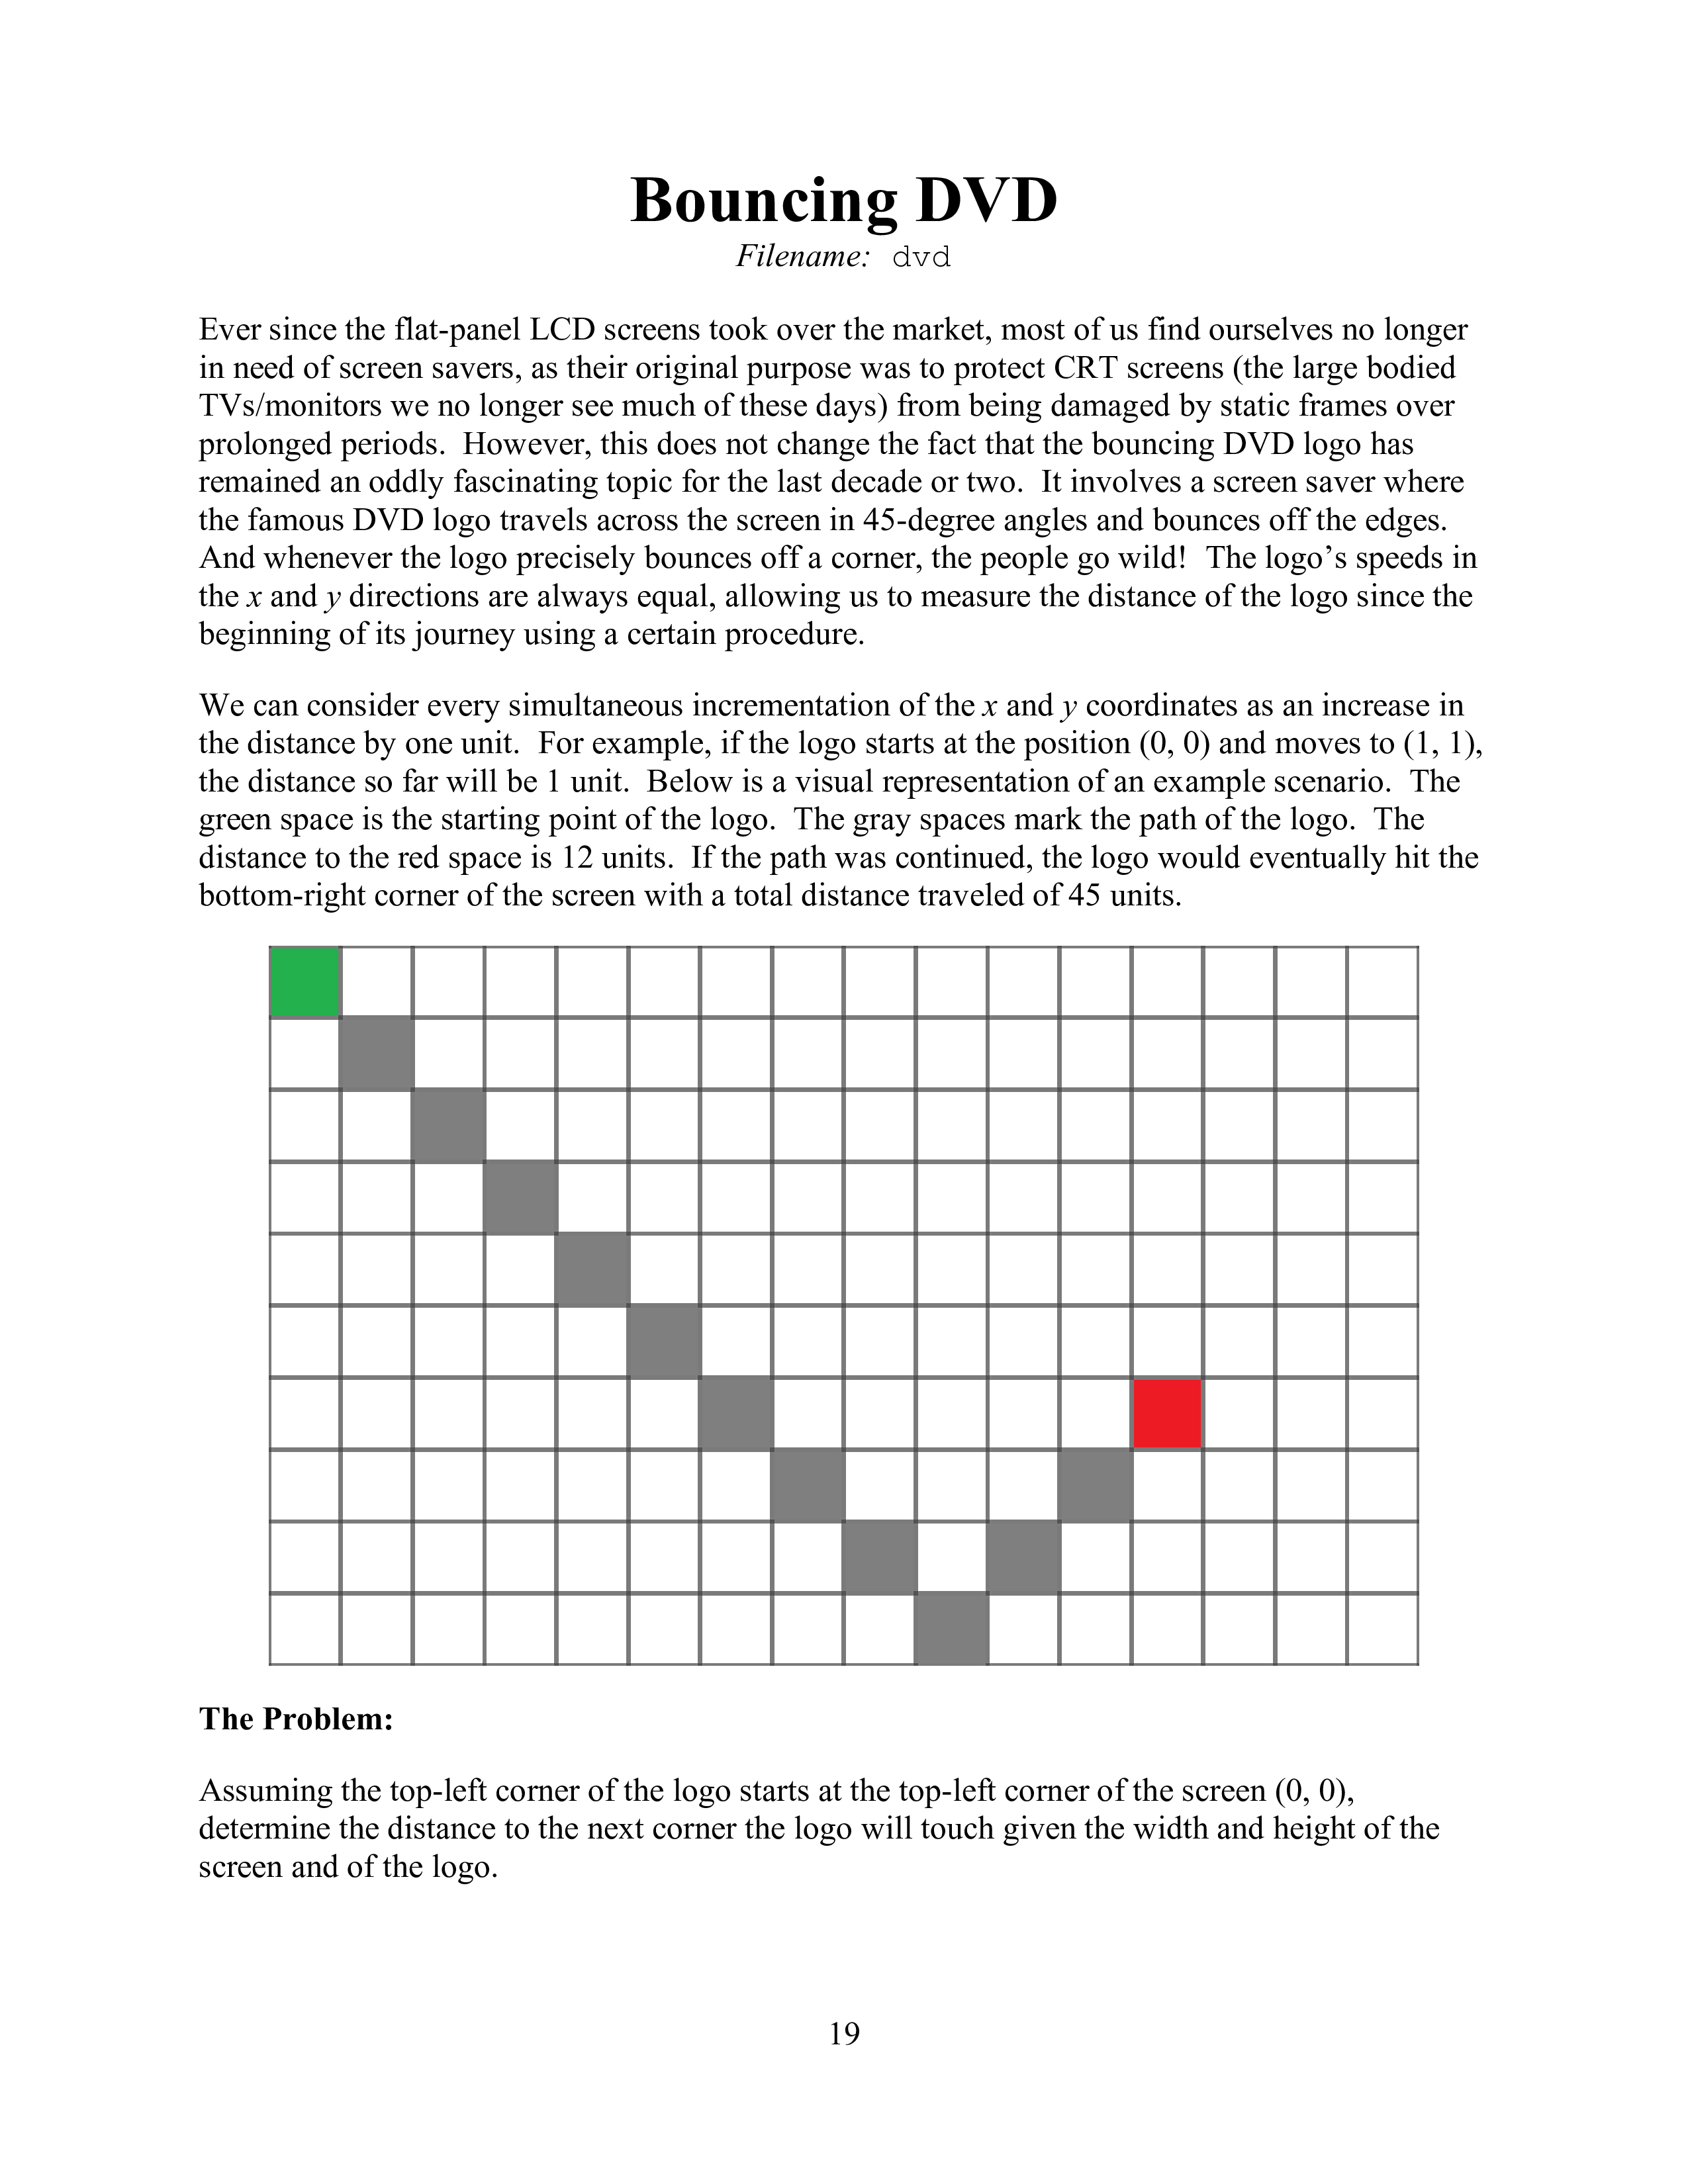 Bouncing DVD
Filename: dvd
Ever since the flat-panel LCD screens took over the market, most of us find ourselves no longer
in need of screen savers, as their original purpose was to protect CRT screens (the large bodied
TVs/monitors we no longer see much of these days) from being damaged by static frames over
prolonged periods. However, this does not change the fact that the bouncing DVD logo has
remained an oddly fascinating topic for the last decade or two. It involves a screen saver where
the famous DVD logo travels across the screen in 45-degree angles and bounces off the edges.
And whenever the logo precisely bounces off a corner, the people go wild! The logo’s speeds in
the x and y directions are always equal, allowing us to measure the distance of the logo since the
beginning of its journey using a certain procedure.
We can consider every simultaneous incrementation of the x and y coordinates as an increase in
the distance by one unit. For example, if the logo starts at the position (0, 0) and moves to (1, 1),
the distance so far will be 1 unit. Below is a visual representation of an example scenario. The
green space is the starting point of the logo. The gray spaces mark the path of the logo. The
distance to the red space is 12 units. If the path was continued, the logo would eventually hit the
bottom-right corner of the screen with a total distance traveled of 45 units.
The Problem:
Assuming the top-left corner of the logo starts at the top-left corner of the screen (0, 0),
determine the distance to the next corner the logo will touch given the width and height of the
screen and of the logo.
19